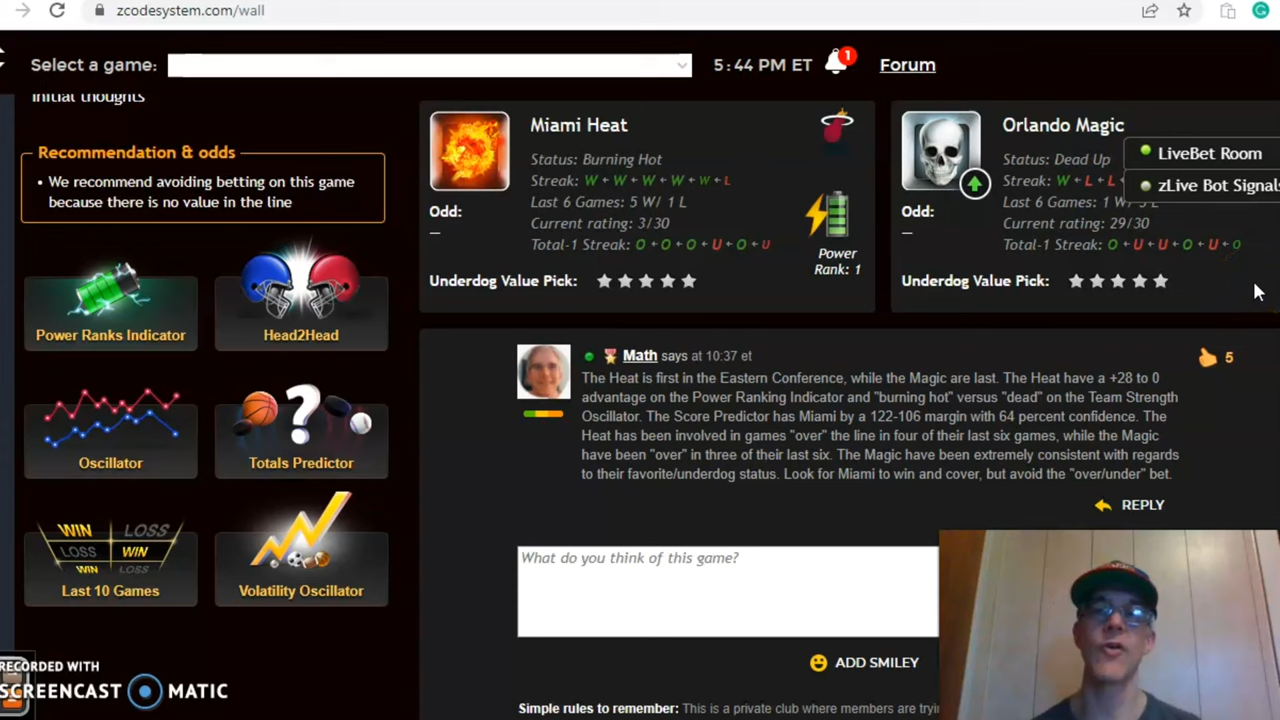 zcodesystem.com/wall
Select a game:
5:44 PM ET
1
Forum
initial thoughts
Recommendation & odds
• We recommend avoiding betting on this game
because there is no value in the line
Power Ranks Indicator
Head2Head
Oscillator
Totals Predictor
WIN LOSS
LOSS WIN
WIN LOSS
Last 10 Games
Volatility Oscillator
Miami Heat
Status: Burning Hot
Streak: W W W W W L
Last 6 Games: 5 W/ 1 L
Odd:
Current rating: 3/30
—
Total-1 Streak: O O O U O U
Power
Rank: 1
Underdog Value Pick:
Orlando Magic
Status: Dead Up
Streak: W L L
Last 6 Games: 1 W/
Odd:
Current rating: 29/30
—
Total-1 Streak: O U U O U O
Underdog Value Pick:
LiveBet Room
zLive Bot Signals
Math says at 10:37 et
5
The Heat is first in the Eastern Conference, while the Magic are last. The Heat have a +28 to 0
advantage on the Power Ranking Indicator and "burning hot" versus "dead" on the Team Strength
Oscillator. The Score Predictor has Miami by a 122-106 margin with 64 percent confidence. The
Heat has been involved in games "over" the line in four of their last six games, while the Magic
have been "over" in three of their last six. The Magic have been extremely consistent with regards
to their favorite/underdog status. Look for Miami to win and cover, but avoid the "over/under" bet.
REPLY
What do you think of this game?
ADD SMILEY
Simple rules to remember: This is a private club where members are
RECORDED WITH
SCREENCAST MATIC